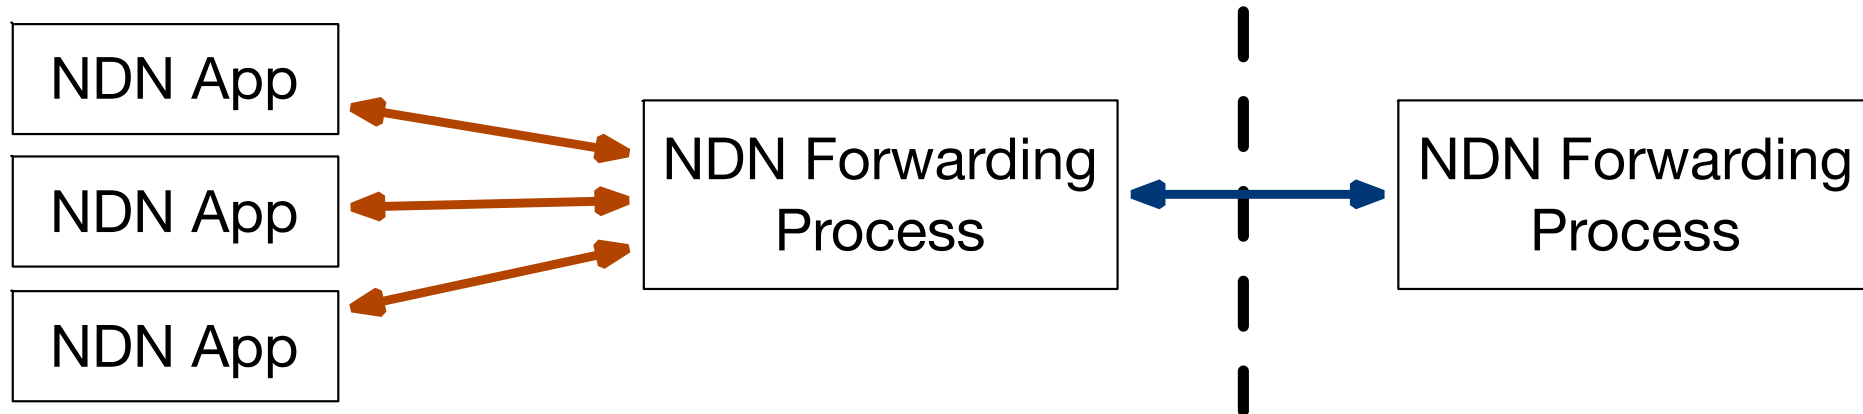 NDN App
NDN App
NDN App
NDN Forwarding
Process
NDN Forwarding
Process